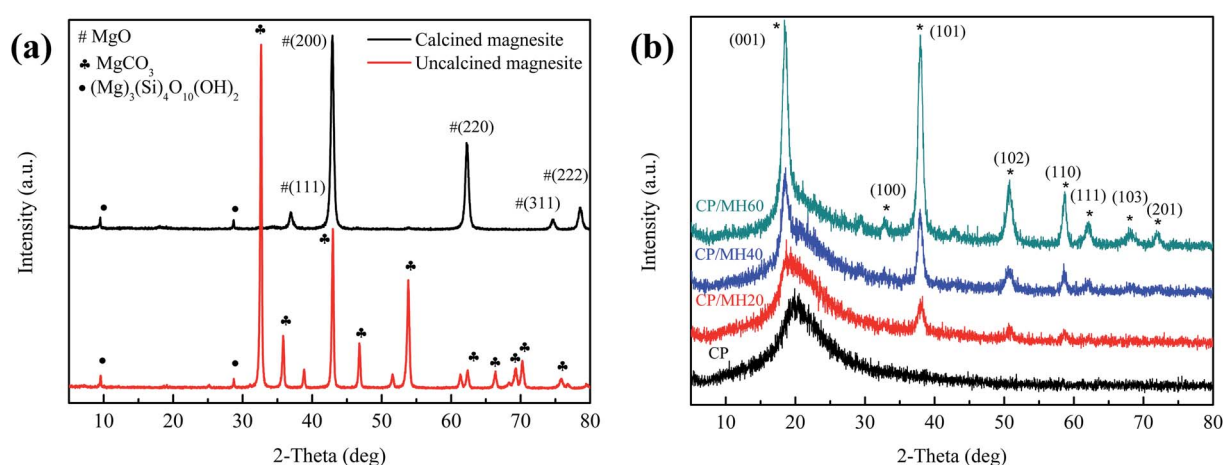 (a)
# MgO
♣ MgCO₃
• (Mg)₃(Si)₄O₁₀(OH)₂
Calcined magnesite
Uncalcined magnesite
#(200)
#(220)
#(111)
#(311)
#(222)
Intensity (a.u.)
10 20 30 40 50 60 70 80
2-Theta (deg)
(b)
(001) *
* (101)
(102)
*
(110)
*
(100)
*
(111)
*
(103)
*
(201)
*
CP/MH60
CP/MH40
CP/MH20
CP
Intensity (a.u.)
10 20 30 40 50 60 70 80
2-Theta (deg)